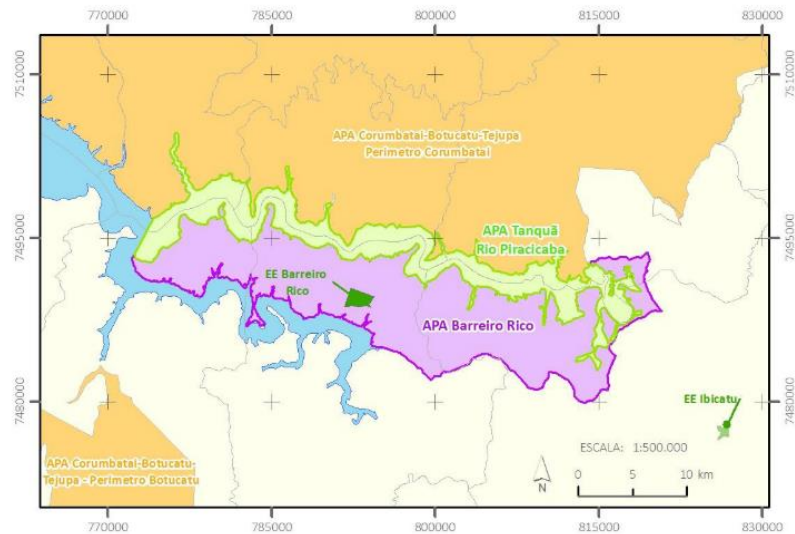 770000
785000
800000
815000
830000
7510000
7510000
APA Corumbataí-Botucatu-Tejupa
Perímetro Corumbataí
APA Tanquã
Rio Piracicaba
7495000
7495000
EE Barreiro
Rico
APA Barreiro Rico
7480000
7480000
EE Ibicatu
ESCALA: 1:500.000
N
0
5
10 km
APA Corumbataí-Botucatu-
Tejupa - Perímetro Botucatu
770000
785000
800000
815000
830000